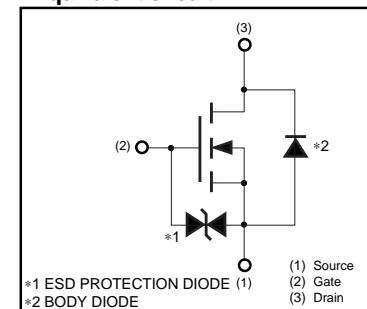 (3)
(2)
∗2
∗1
∗1 ESD PROTECTION DIODE
∗2 BODY DIODE
(1)
(1) Source
(2) Gate
(3) Drain